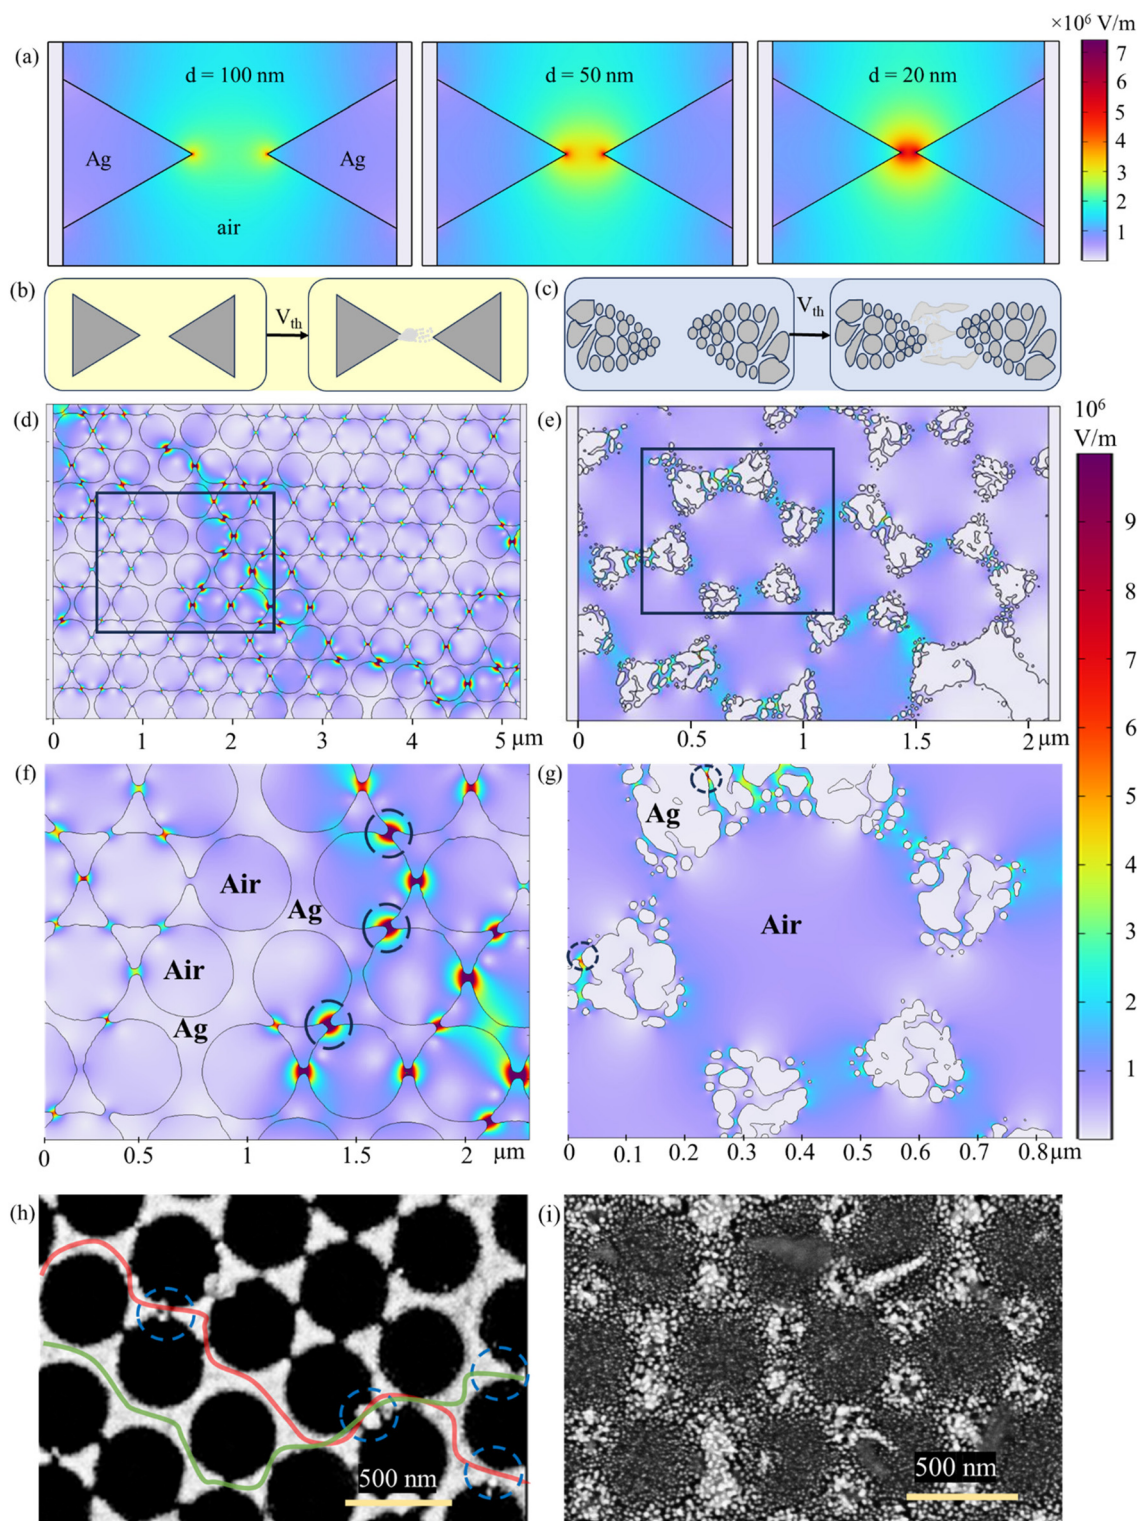 ×10⁶ V/m
(a)
d = 100 nm
d = 50 nm
d = 20 nm
Ag
Ag
air
7
6
5
4
3
2
1
(b)
Vth
(c)
Vth
(d)
0
1
2
3
4
5 μm
(e)
0
0.5
1
1.5
2 μm
10⁶
V/m
9
8
7
6
5
4
3
2
1
(f)
Air
Ag
Air
Ag
0
0.5
1
1.5
2
μm
(g)
Ag
Air
0
0.1
0.2
0.3
0.4
0.5
0.6
0.7
0.8
μm
(h)
500 nm
(i)
500 nm